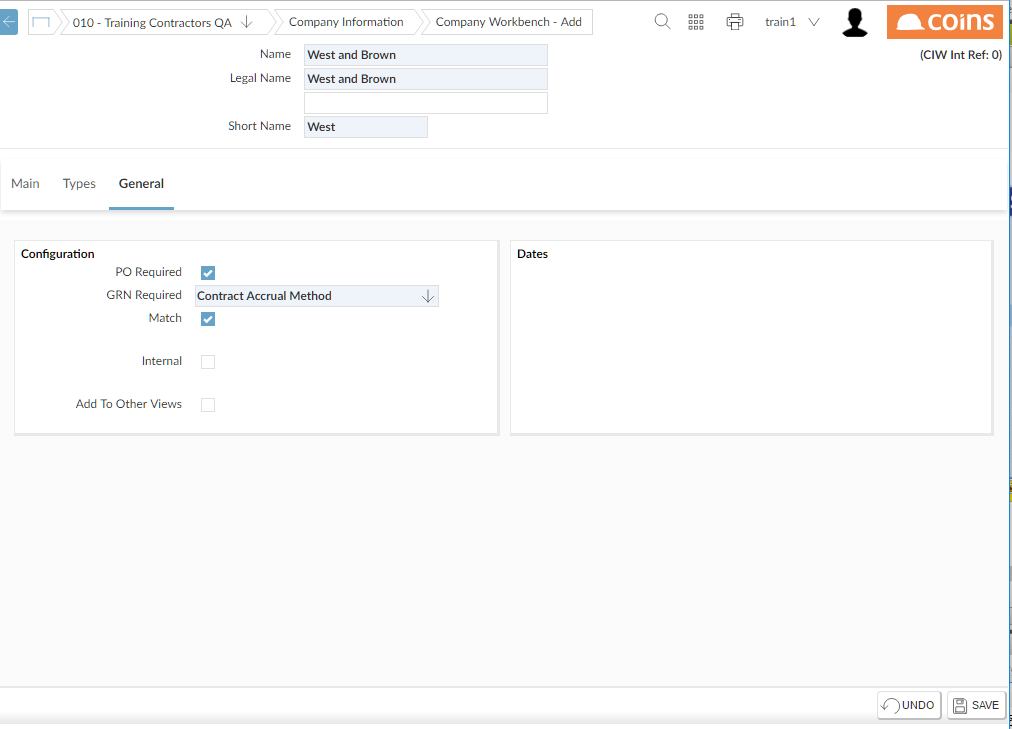 010 - Training Contractors QA Company Information Company Workbench - Add train1 coins
Name West and Brown (CIW Int Ref: 0)
Legal Name West and Brown
Short Name West
Main Types General
Configuration Dates
PO Required
GRN Required Contract Accrual Method
Match
Internal
Add To Other Views
UNDO SAVE